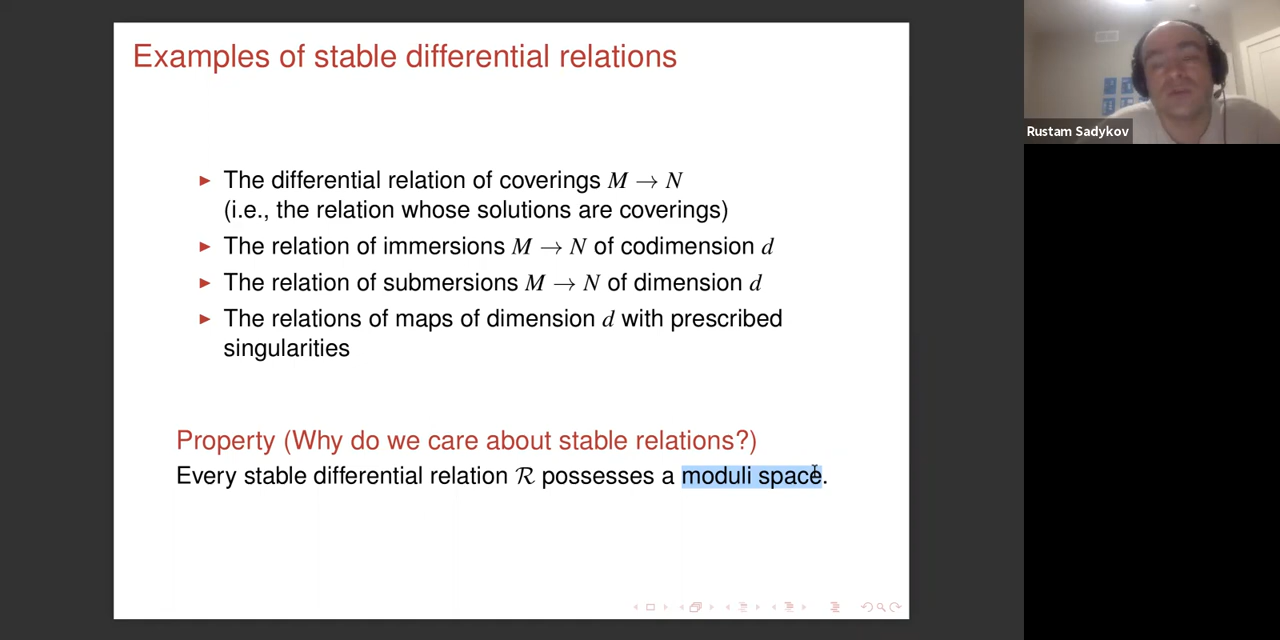 Examples of stable differential relations
The differential relation of coverings M → N
(i.e., the relation whose solutions are coverings)
The relation of immersions M → N of codimension d
The relation of submersions M → N of dimension d
The relations of maps of dimension d with prescribed
singularities
Property (Why do we care about stable relations?)
Every stable differential relation ℛ possesses a moduli space.
Rustam Sadykov